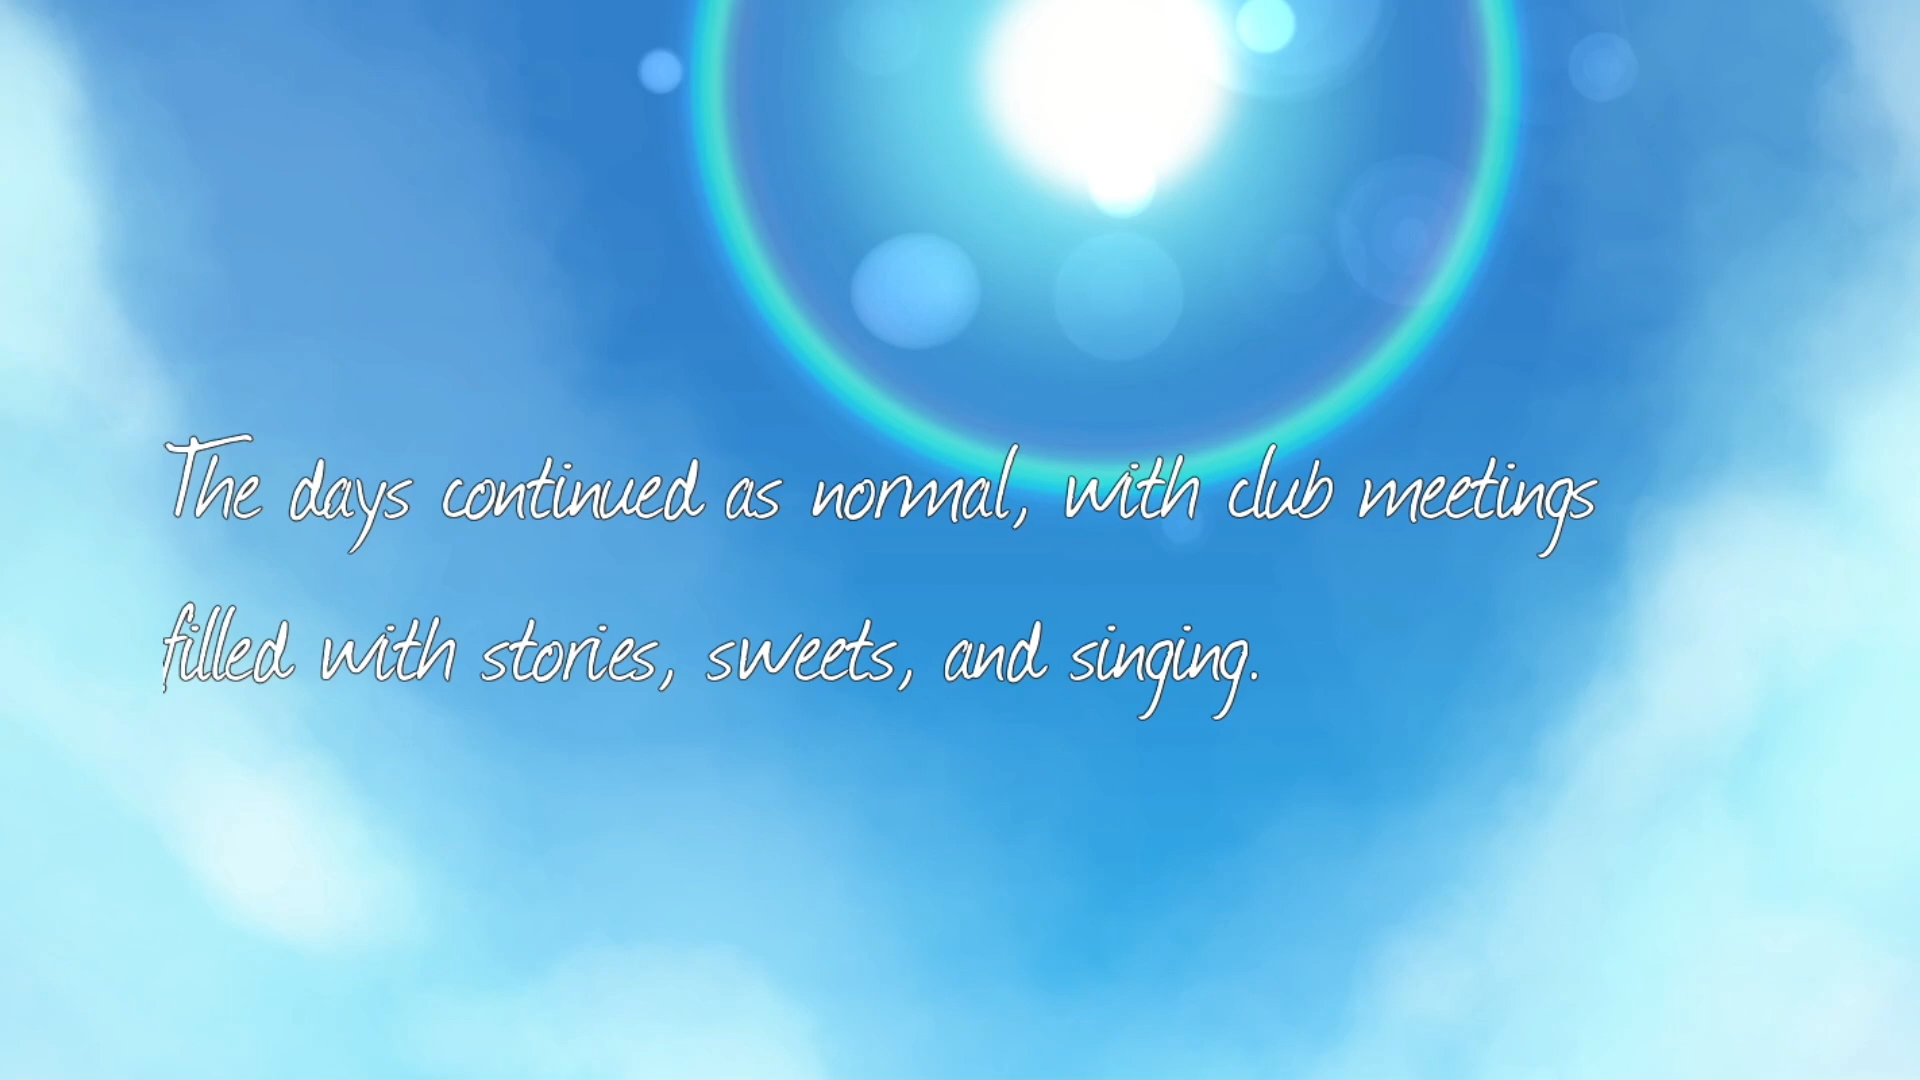 The days continued as normal, with club meetings
filled with stories, sweets, and singing.